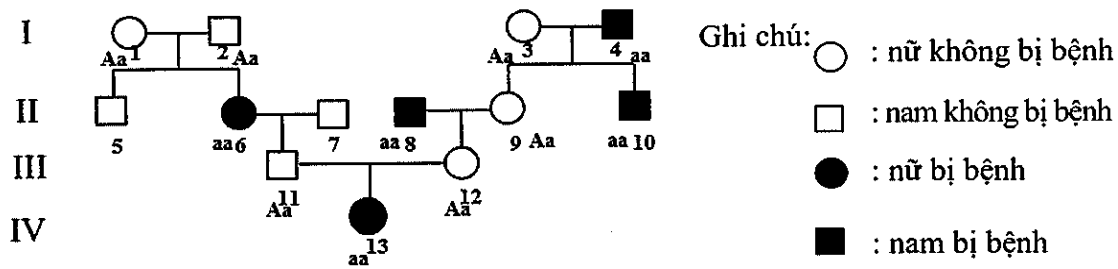 I
Aa 1 2 Aa
Aa 3 4 aa
II
5 aa 6 7 aa 8 9 Aa aa 10
III
11 Aa Aa 12
IV
aa 13
Ghi chú:
: nữ không bị bệnh
: nam không bị bệnh
: nữ bị bệnh
: nam bị bệnh